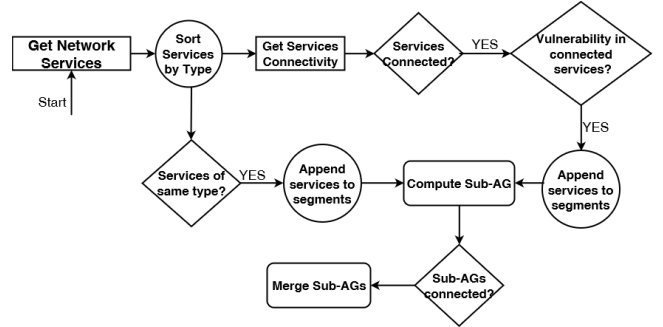 Get Network
Services
Start
Sort
Services
by Type
Get Services
Connectivity
Services
Connected?
YES
Vulnerability in
connected
services?
YES
Services of
same type?
YES
Append
services to
segments
Compute Sub-AG
Append
services to
segments
Merge Sub-AGs
Sub-AGs
connected?